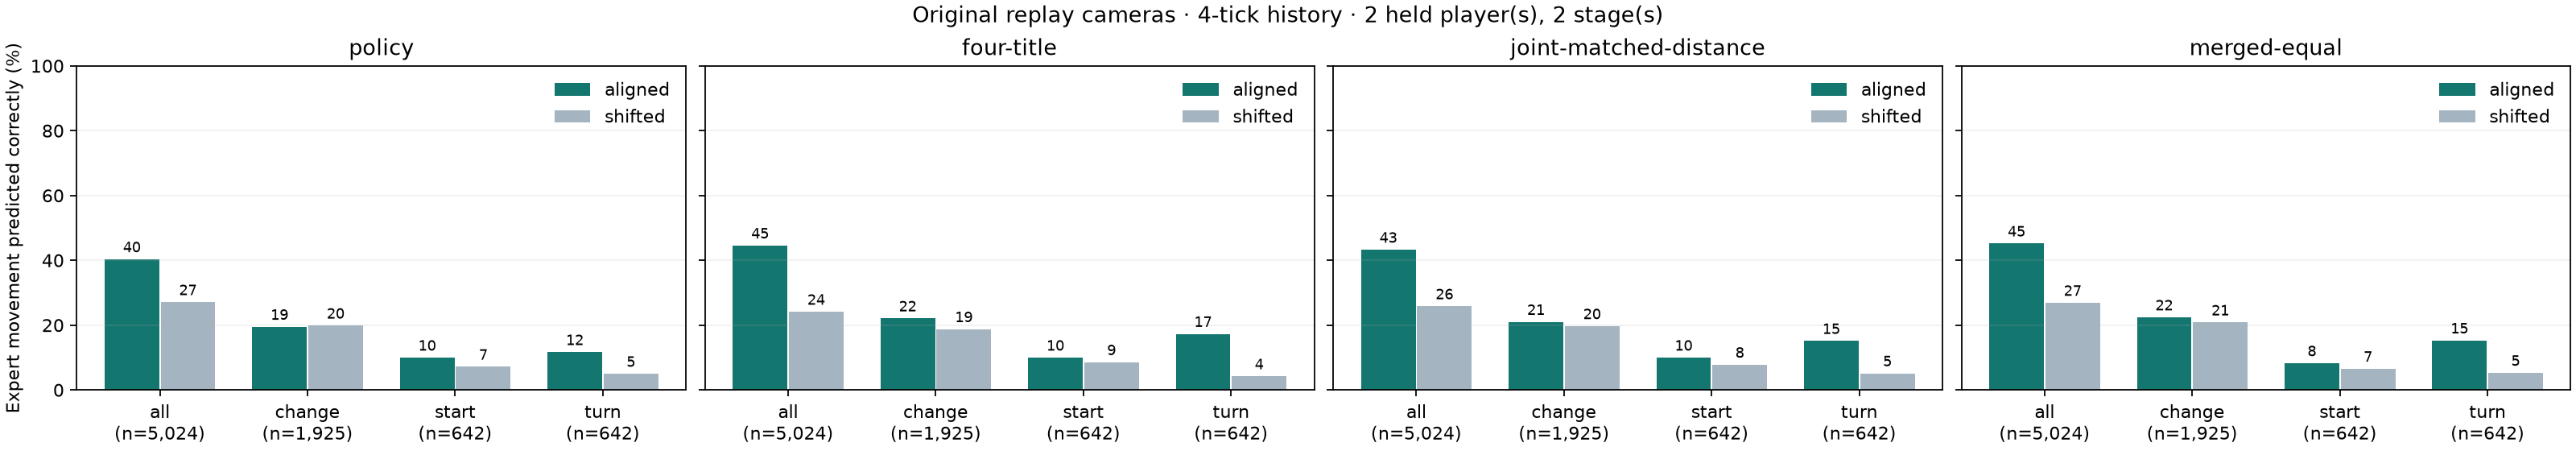 Original replay cameras · 4-tick history · 2 held player(s), 2 stage(s)
Expert movement predicted correctly (%)
policy
100
80
60
40
20
0
aligned
shifted
40
27
19
20
10
7
12
5
all
(n=5,024)
change
(n=1,925)
start
(n=642)
turn
(n=642)
four-title
aligned
shifted
45
24
22
19
10
9
17
4
all
(n=5,024)
change
(n=1,925)
start
(n=642)
turn
(n=642)
joint-matched-distance
aligned
shifted
43
26
21
20
10
8
15
5
all
(n=5,024)
change
(n=1,925)
start
(n=642)
turn
(n=642)
merged-equal
aligned
shifted
45
27
22
21
8
7
15
5
all
(n=5,024)
change
(n=1,925)
start
(n=642)
turn
(n=642)